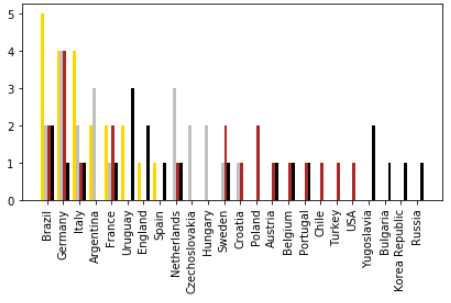 5
4
3
2
1
0
Brazil
Germany
Italy
Argentina
France
Uruguay
England
Spain
Netherlands
Czechoslovakia
Hungary
Sweden
Croatia
Poland
Austria
Belgium
Portugal
Chile
Turkey
USA
Yugoslavia
Bulgaria
Korea Republic
Russia